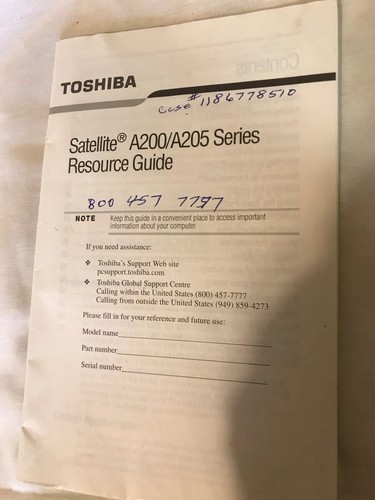 Contents
TOSHIBA
Case # 1186778510
Satellite® A200/A205 Series
Resource Guide
800 457 7777
NOTE Keep this guide in a convenient place to access important
information about your computer.
If you need assistance:
❖ Toshiba's Support Web site
pcsupport.toshiba.com
❖ Toshiba Global Support Centre
Calling within the United States (800) 457-7777
Calling from outside the United States (949) 859-4273
Please fill in for your reference and future use:
Model name
Part number
Serial number